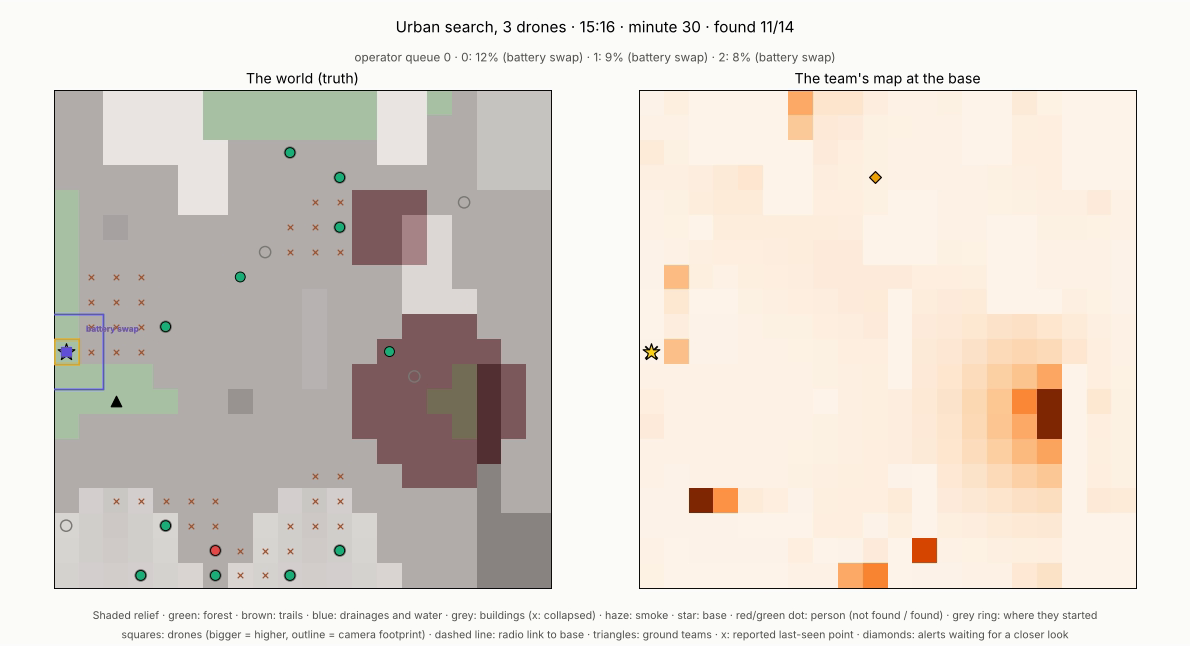 Urban search, 3 drones · 15:16 · minute 30 · found 11/14
operator queue 0 · 0: 12% (battery swap) · 1: 9% (battery swap) · 2: 8% (battery swap)
The world (truth)
The team's map at the base
battery swap
Shaded relief · green: forest · brown: trails · blue: drainages and water · grey: buildings (x: collapsed) · haze: smoke · star: base · red/green dot: person (not found / found) · grey ring: where they started
squares: drones (bigger = higher, outline = camera footprint) · dashed line: radio link to base · triangles: ground teams · x: reported last-seen point · diamonds: alerts waiting for a closer look